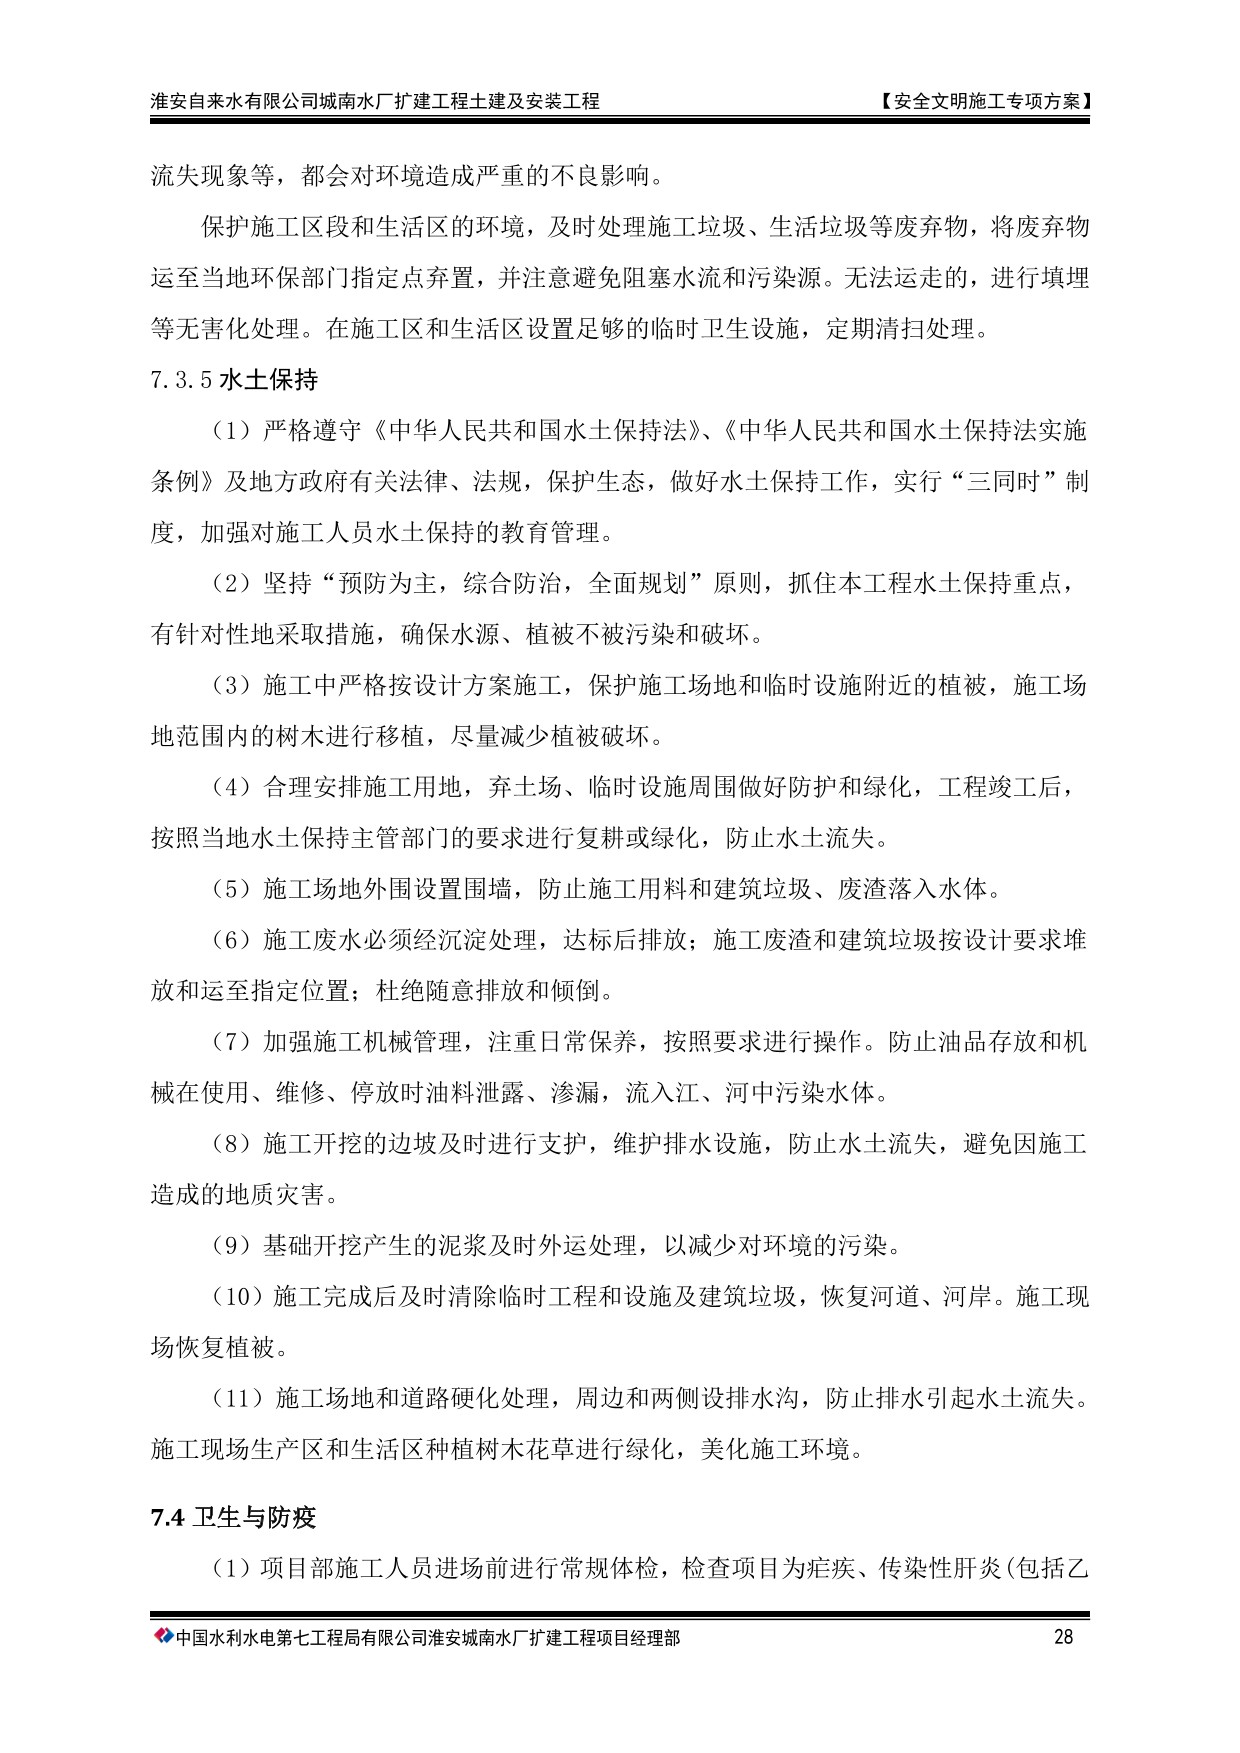 淮安自来水有限公司城南水厂扩建工程土建及安装工程 【安全文明施工专项方案】
流失现象等，都会对环境造成严重的不良影响。
保护施工区段和生活区的环境，及时处理施工垃圾、生活垃圾等废弃物，将废弃物
运至当地环保部门指定点弃置，并注意避免阻塞水流和污染源。无法运走的，进行填埋
等无害化处理。在施工区和生活区设置足够的临时卫生设施，定期清扫处理。
7.3.5 水土保持
（1）严格遵守《中华人民共和国水土保持法》、《中华人民共和国水土保持法实施
条例》及地方政府有关法律、法规，保护生态，做好水土保持工作，实行“三同时”制
度，加强对施工人员水土保持的教育管理。
（2）坚持“预防为主，综合防治，全面规划”原则，抓住本工程水土保持重点，
有针对性地采取措施，确保水源、植被不被污染和破坏。
（3）施工中严格按设计方案施工，保护施工场地和临时设施附近的植被，施工场
地范围内的树木进行移植，尽量减少植被破坏。
（4）合理安排施工用地，弃土场、临时设施周围做好防护和绿化，工程竣工后，
按照当地水土保持主管部门的要求进行复耕或绿化，防止水土流失。
（5）施工场地外围设置围墙，防止施工用料和建筑垃圾、废渣落入水体。
（6）施工废水必须经沉淀处理，达标后排放；施工废渣和建筑垃圾按设计要求堆
放和运至指定位置；杜绝随意排放和倾倒。
（7）加强施工机械管理，注重日常保养，按照要求进行操作。防止油品存放和机
械在使用、维修、停放时油料泄露、渗漏，流入江、河中污染水体。
（8）施工开挖的边坡及时进行支护，维护排水设施，防止水土流失，避免因施工
造成的地质灾害。
（9）基础开挖产生的泥浆及时外运处理，以减少对环境的污染。
（10）施工完成后及时清除临时工程和设施及建筑垃圾，恢复河道、河岸。施工现
场恢复植被。
（11）施工场地和道路硬化处理，周边和两侧设排水沟，防止排水引起水土流失。
施工现场生产区和生活区种植树木花草进行绿化，美化施工环境。
7.4 卫生与防疫
（1）项目部施工人员进场前进行常规体检，检查项目为疟疾、传染性肝炎(包括乙
中国水利水电第七工程局有限公司淮安城南水厂扩建工程项目经理部 28